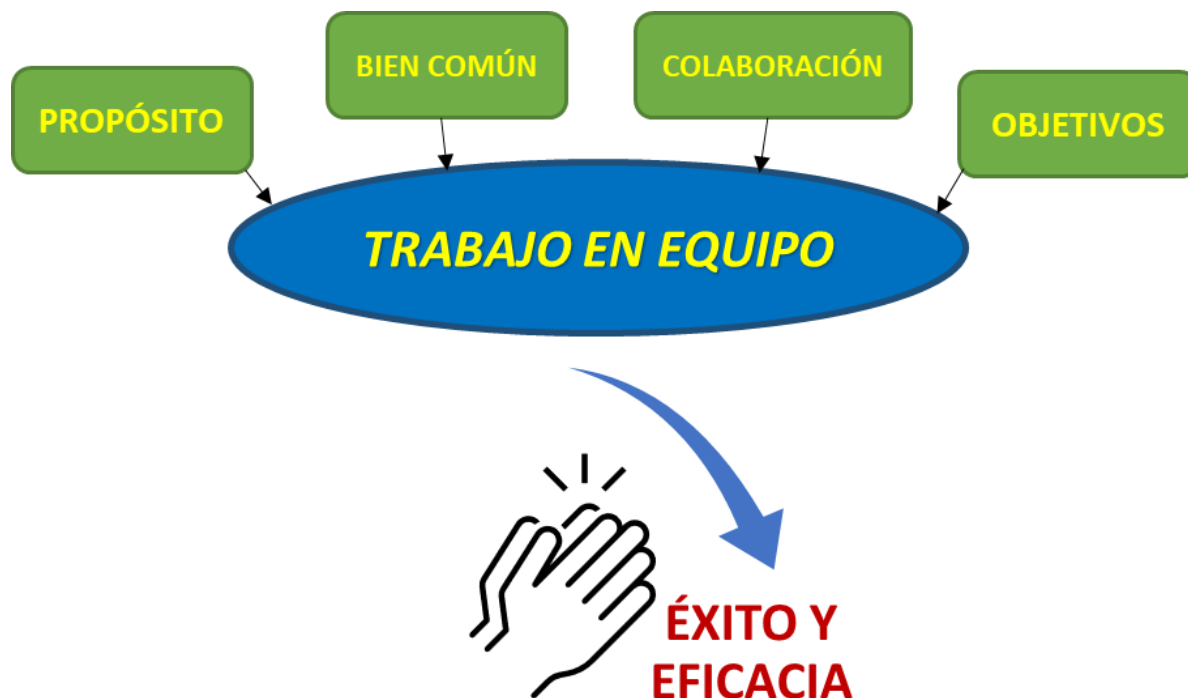 PROPÓSITO
BIEN COMÚN
COLABORACIÓN
OBJETIVOS
TRABAJO EN EQUIPO
ÉXITO Y
EFICACIA